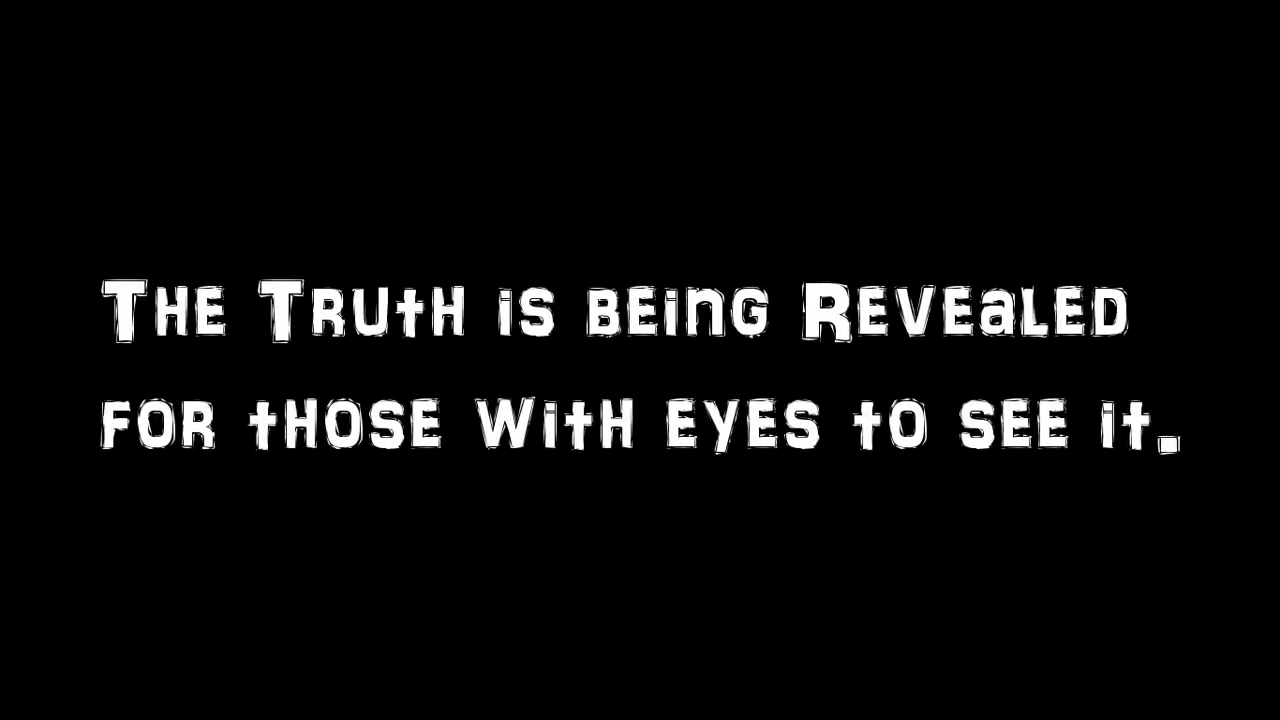 The Truth is being Revealed
for those with eyes to see it.